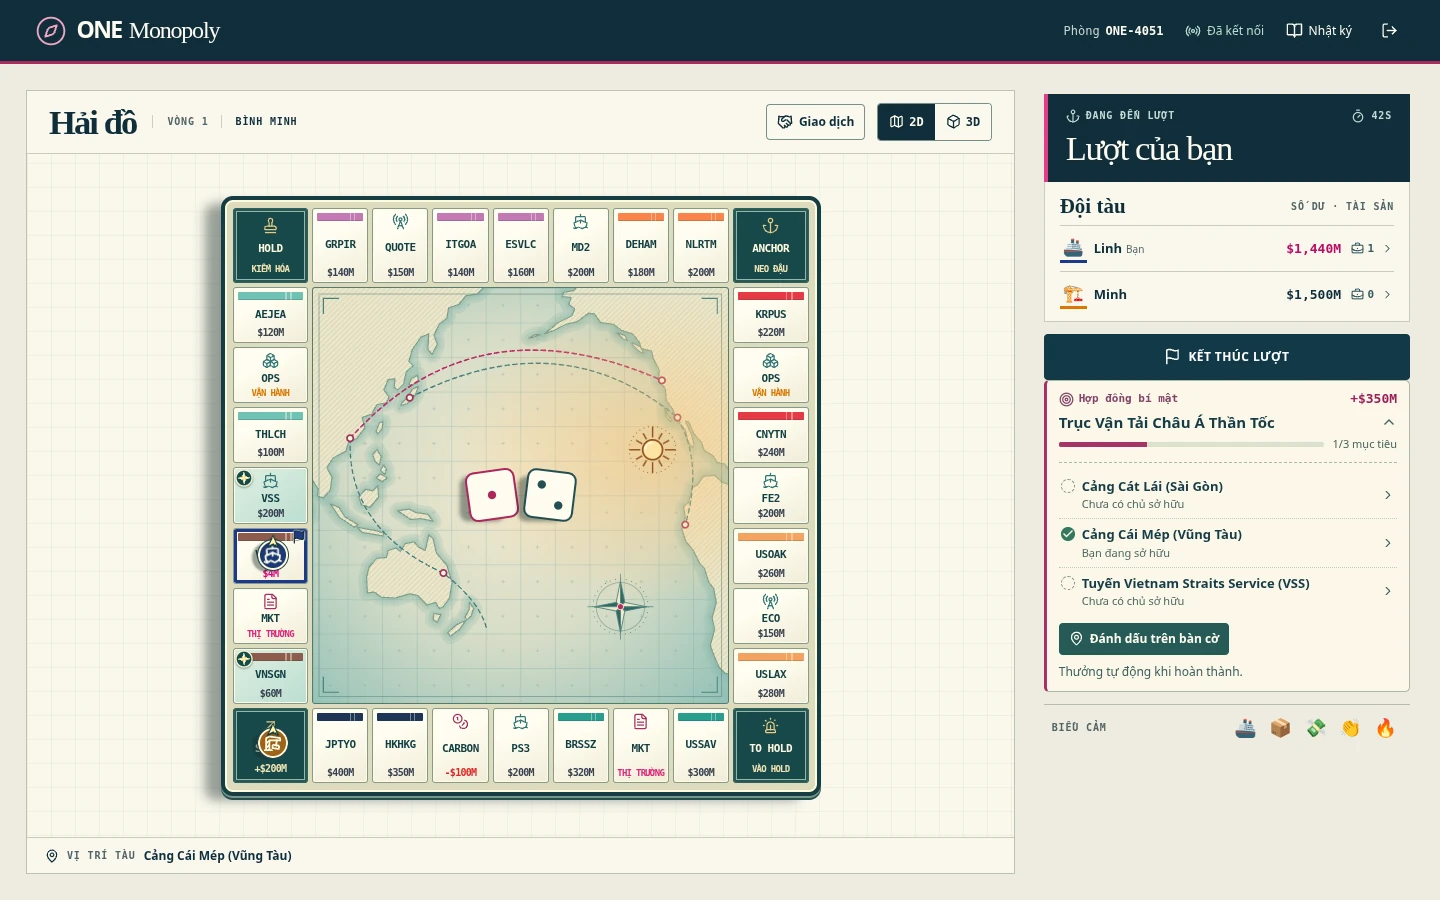 ONE Monopoly
Phòng ONE-4051
Đã kết nối
Nhật ký
Hải đồ
VÒNG 1
BÌNH MINH
Giao dịch
2D
3D
HOLD
KIỂM HÓA
GRPIR
$140M
QUOTE
$150M
ITGOA
$140M
ESVLC
$160M
MD2
$200M
DEHAM
$180M
NLRTM
$200M
ANCHOR
NEO ĐẬU
AEJEA
$120M
KRPUS
$220M
OPS
VẬN HÀNH
OPS
VẬN HÀNH
THLCH
$100M
CNYTN
$240M
VSS
$200M
FE2
$200M
$4M
USOAK
$260M
MKT
THỊ TRƯỜNG
ECO
$150M
VNSGN
$60M
USLAX
$280M
+$200M
JPTYO
$400M
HKHKG
$350M
CARBON
-$100M
PS3
$200M
BRSSZ
$320M
MKT
THỊ TRƯỜNG
USSAV
$300M
TO HOLD
VÀO HOLD
VỊ TRÍ TÀU Cảng Cái Mép (Vũng Tàu)
ĐANG ĐẾN LƯỢT
42S
Lượt của bạn
Đội tàu
SỐ DƯ · TÀI SẢN
Linh Bạn
$1,440M
1
Minh
$1,500M
0
KẾT THÚC LƯỢT
Hợp đồng bí mật
+$350M
Trục Vận Tải Châu Á Thần Tốc
1/3 mục tiêu
Cảng Cát Lái (Sài Gòn)
Chưa có chủ sở hữu
Cảng Cái Mép (Vũng Tàu)
Bạn đang sở hữu
Tuyến Vietnam Straits Service (VSS)
Chưa có chủ sở hữu
Đánh dấu trên bàn cờ
Thưởng tự động khi hoàn thành.
BIỂU CẢM